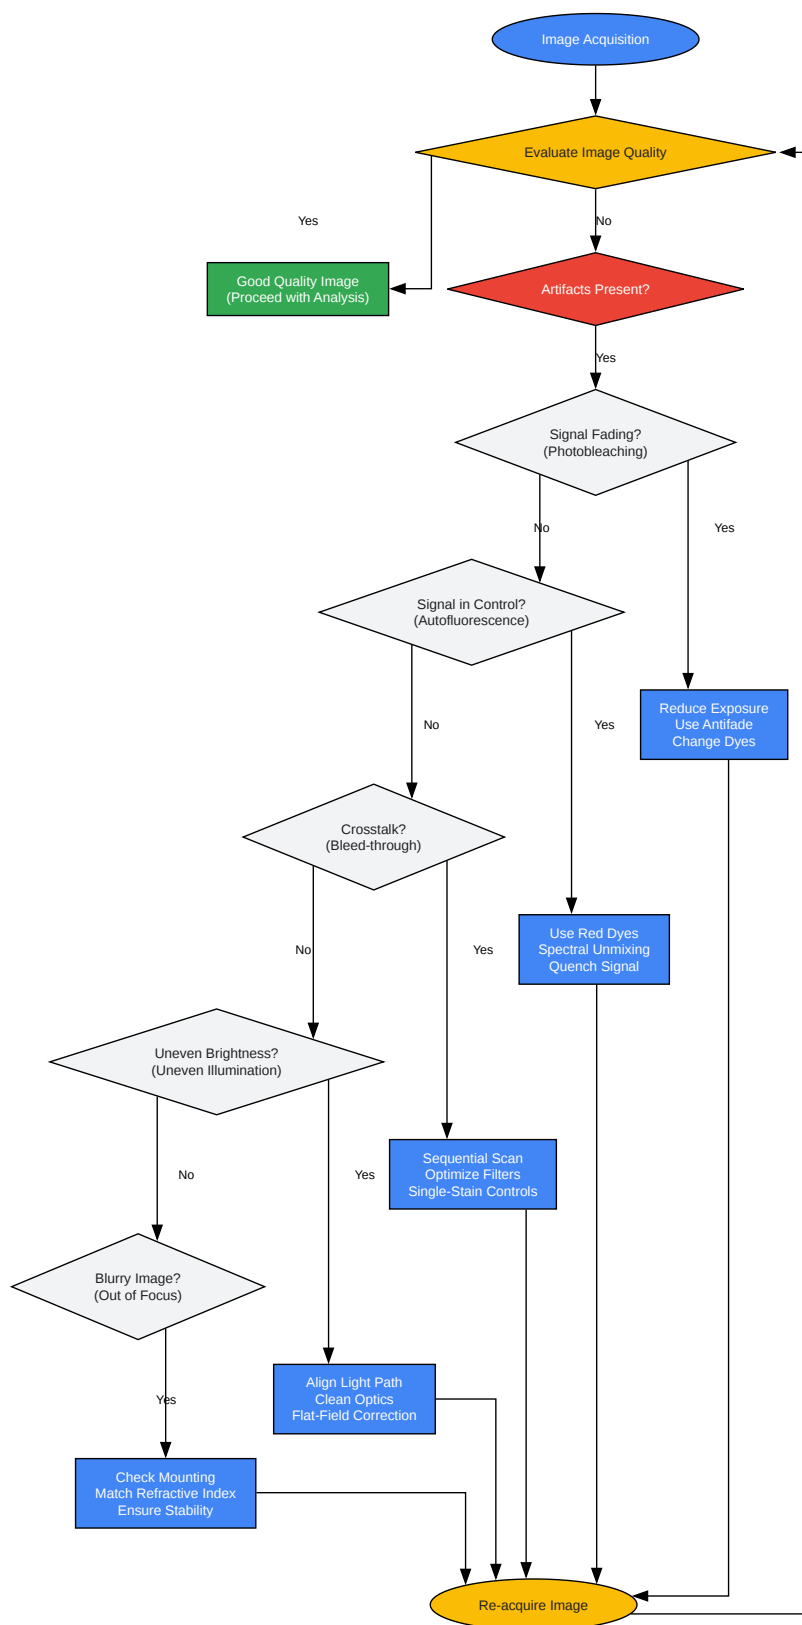 Image Acquisition
Evaluate Image Quality
Yes
No
Good Quality Image
(Proceed with Analysis)
Artifacts Present?
Yes
Signal Fading?
(Photobleaching)
No
Yes
Signal in Control?
(Autofluorescence)
Reduce Exposure
Use Antifade
Change Dyes
No
Yes
Crosstalk?
(Bleed-through)
Use Red Dyes
Spectral Unmixing
Quench Signal
No
Yes
Uneven Brightness?
(Uneven Illumination)
Sequential Scan
Optimize Filters
Single-Stain Controls
No
Yes
Blurry Image?
(Out of Focus)
Align Light Path
Clean Optics
Flat-Field Correction
Yes
Check Mounting
Match Refractive Index
Ensure Stability
Re-acquire Image